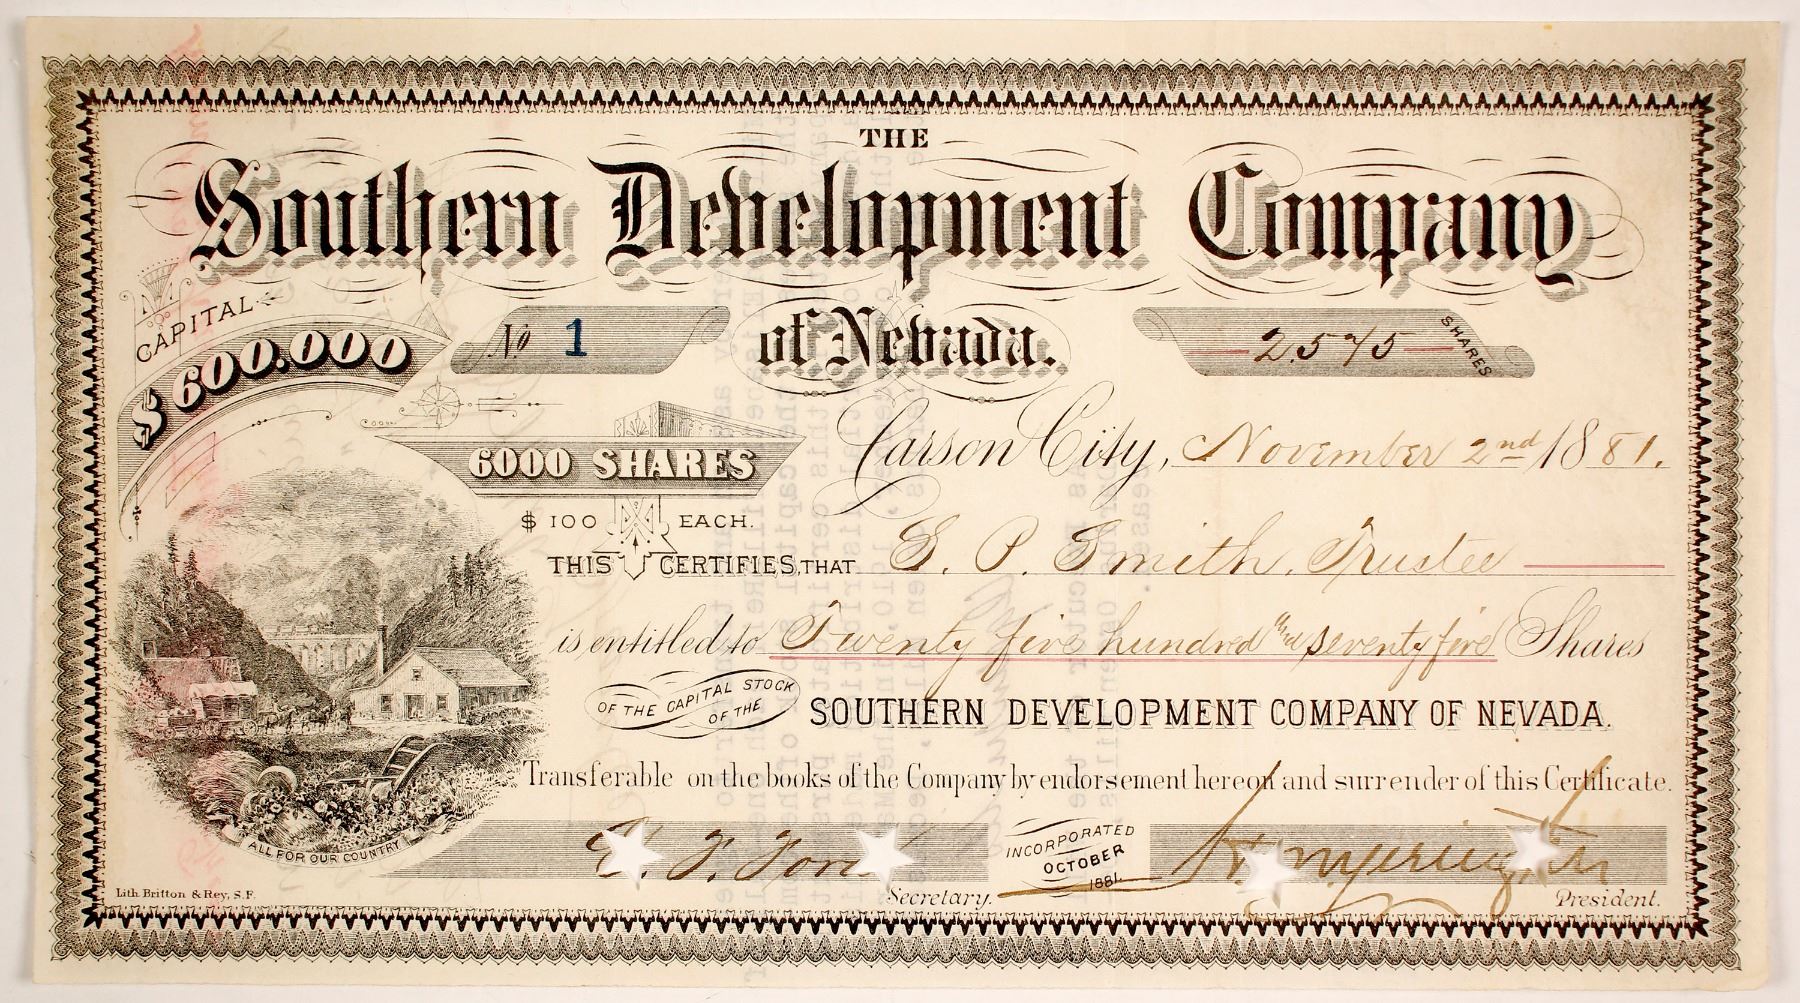 THE
Southern Development Company
of Nevada.
CAPITAL
$600.000
No 1
2575 SHARES
6000 SHARES
$100 EACH.
Carson City, November 2nd 1881.
THIS CERTIFIES, THAT S. P. Smith, Trustee
is entitled to Twenty five hundred and seventy five Shares
OF THE CAPITAL STOCK
OF THE
SOUTHERN DEVELOPMENT COMPANY OF NEVADA.
Transferable on the books of the Company by endorsement hereon and surrender of this Certificate.
ALL FOR OUR COUNTRY
INCORPORATED
OCTOBER
1881.
Secretary.
President.
Lith. Britton & Rey, S.F.